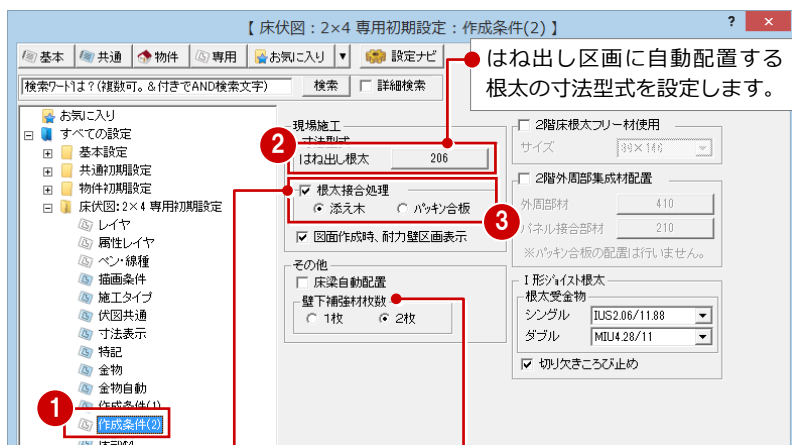 【 床伏図：2×4 専用初期設定：作成条件(2) 】
? ×
基本 共通 物件 専用 お気に入り ▼ 設定ナビ
検索ワードは？(複数可。&付きでAND検索文字) 検索 詳細検索
はね出し区画に自動配置する
根太の寸法型式を設定します。
お気に入り
すべての設定
基本設定
共通初期設定
物件初期設定
床伏図:2×4 専用初期設定
レイヤ
属性レイヤ
ペン・線種
描画条件
施工タイプ
伏図共通
寸法表示
特記
金物
金物自動
作成条件(1)
1
作成条件(2)
現場施工
寸法型式
2
はね出し根太 206
根太接合処理
添え木 パッキン合板
3
図面作成時、耐力壁区画表示
その他
床梁自動配置
壁下補強材枚数
1枚 2枚
2階床根太フリー材使用
サイズ
2階外周部集成材配置
外周部材 410
パネル接合部材 210
※パッキン合板の配置は行いません。
I 形ジョイスト根太
根太受金物
シングル IUS2.06/11.88
ダブル MIU4.28/11
切り欠きころび止め